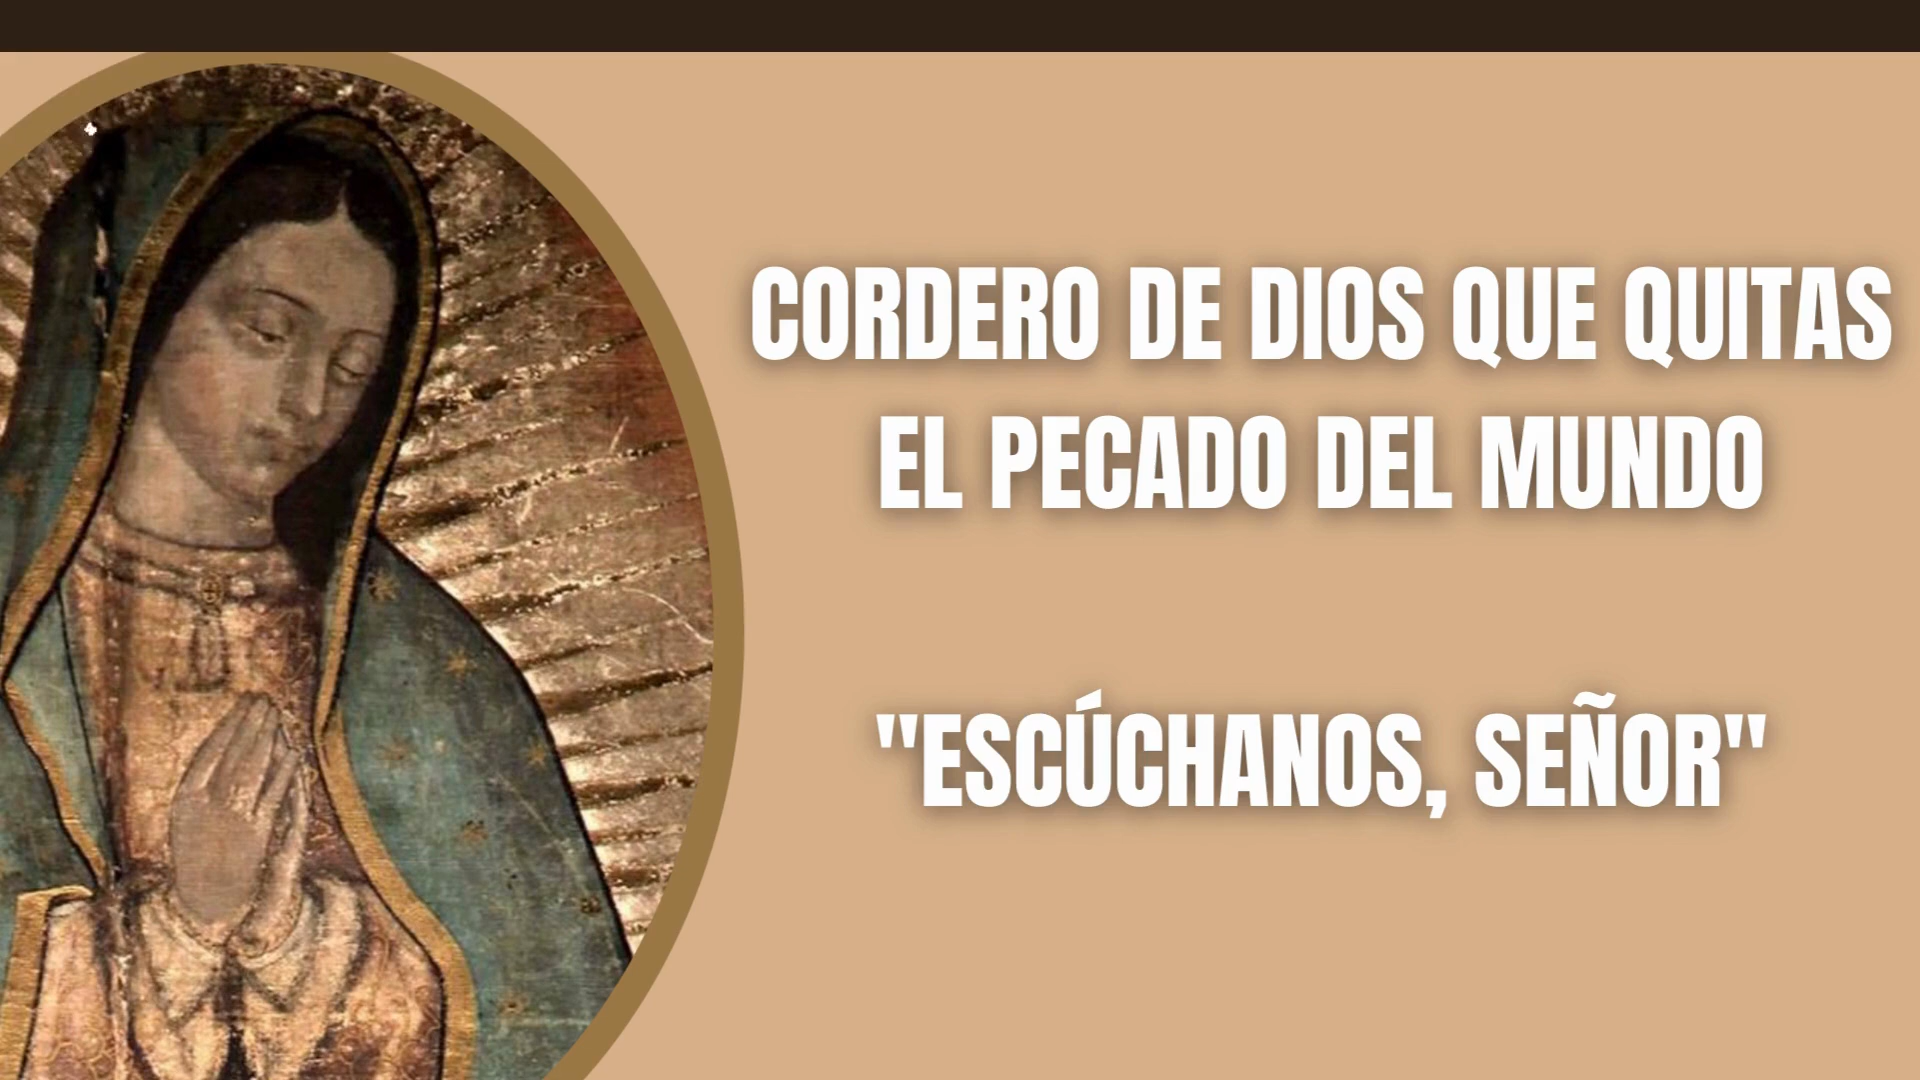 CORDERO DE DIOS QUE QUITAS
EL PECADO DEL MUNDO
"ESCÚCHANOS, SEÑOR"